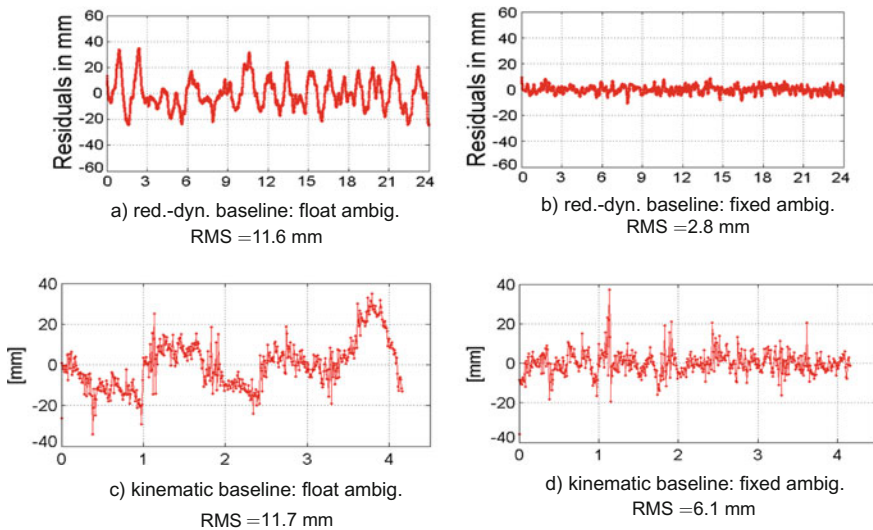 Residuals in mm
60
40
20
0
-20
-40
-60
0 3 6 9 12 15 18 21 24
a) red.-dyn. baseline: float ambig.
RMS =11.6 mm
Residuals in mm
60
40
20
0
-20
-40
-60
0 3 6 9 12 15 18 21 24
b) red.-dyn. baseline: fixed ambig.
RMS =2.8 mm
[mm]
40
20
0
-20
-40
0 1 2 3 4
c) kinematic baseline: float ambig.
RMS =11.7 mm
[mm]
40
20
0
-20
-40
0 1 2 3 4
d) kinematic baseline: fixed ambig.
RMS =6.1 mm